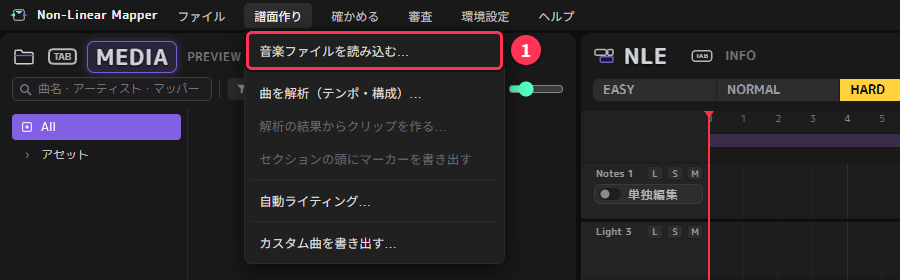 Non-Linear Mapper ファイル 譜面作り 確かめる 審査 環境設定 ヘルプ
TAB MEDIA PREVIEW
曲名・アーティスト・マッパー
All
アセット
音楽ファイルを読み込む...
1
曲を解析（テンポ・構成）...
解析の結果からクリップを作る...
セクションの頭にマーカーを書き出す
自動ライティング...
カスタム曲を書き出す...
NLE TAB INFO
EASY NORMAL HARD
0 1 2 3 4 5
Notes 1 L S M
単独編集
Light 3 L S M